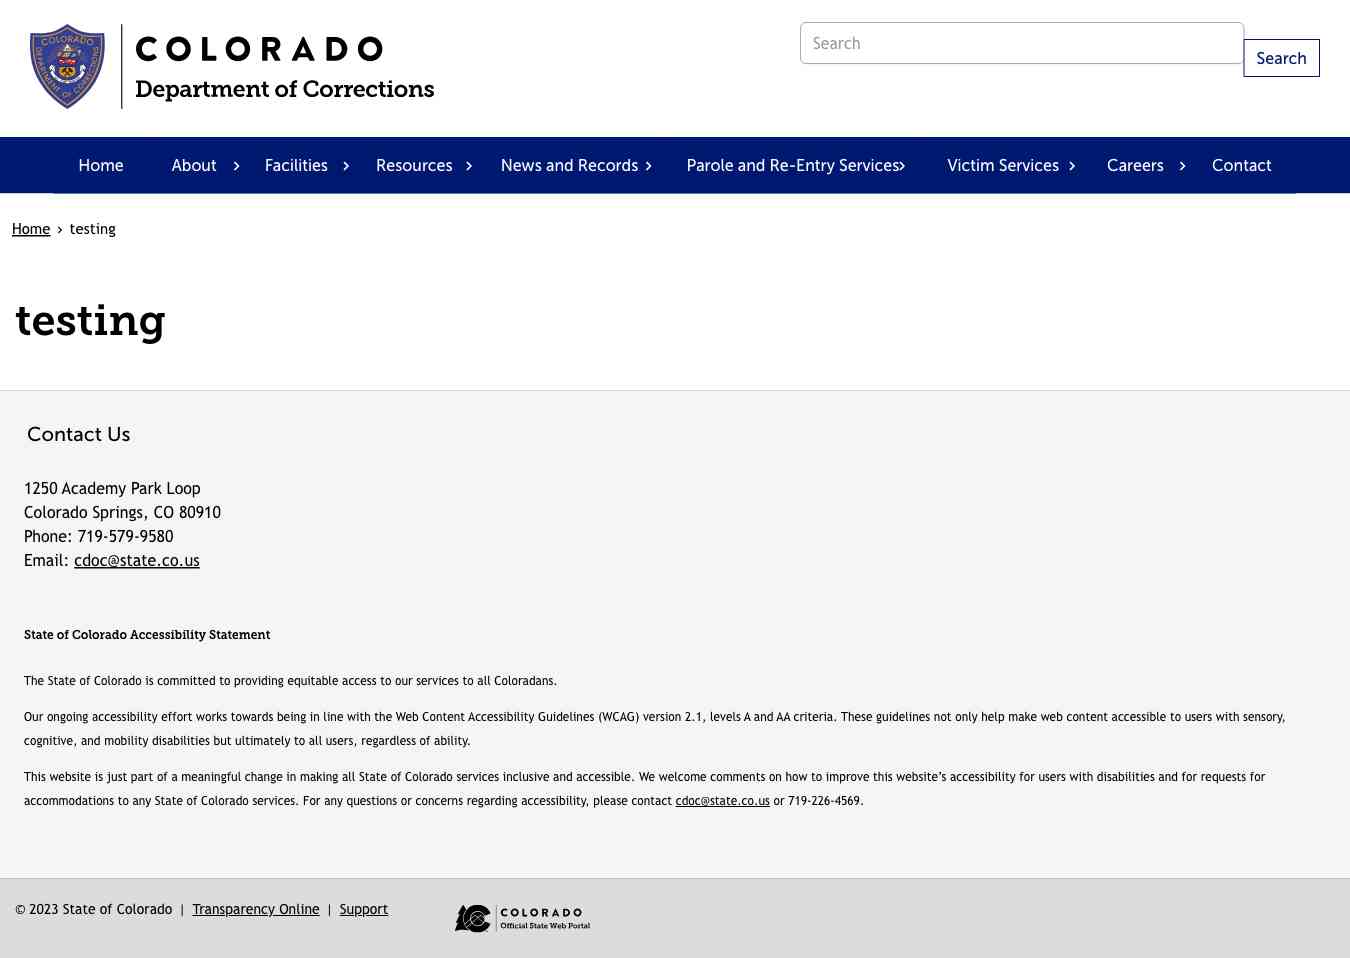 COLORADO
Department of Corrections
Search
Search
Home About Facilities Resources News and Records Parole and Re-Entry Services Victim Services Careers Contact
Home › testing
testing
Contact Us
1250 Academy Park Loop
Colorado Springs, CO 80910
Phone: 719-579-9580
Email: cdoc@state.co.us
State of Colorado Accessibility Statement
The State of Colorado is committed to providing equitable access to our services to all Coloradans.
Our ongoing accessibility effort works towards being in line with the Web Content Accessibility Guidelines (WCAG) version 2.1, levels A and AA criteria. These guidelines not only help make web content accessible to users with sensory,
cognitive, and mobility disabilities but ultimately to all users, regardless of ability.
This website is just part of a meaningful change in making all State of Colorado services inclusive and accessible. We welcome comments on how to improve this website's accessibility for users with disabilities and for requests for
accommodations to any State of Colorado services. For any questions or concerns regarding accessibility, please contact cdoc@state.co.us or 719-226-4569.
© 2023 State of Colorado | Transparency Online | Support
COLORADO
Official State Web Portal